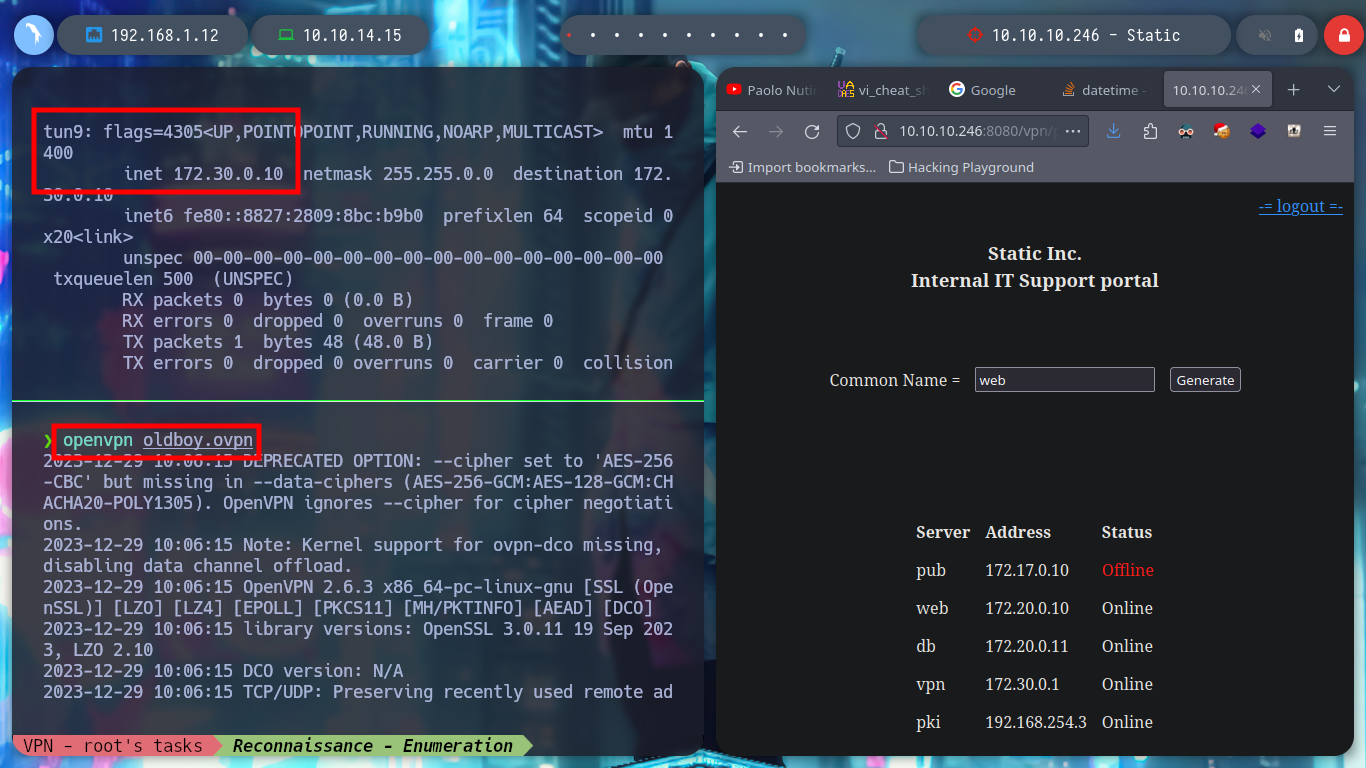 192.168.1.12
10.10.14.15
10.10.10.246 - Static
tun9: flags=4305<UP,POINTOPOINT,RUNNING,NOARP,MULTICAST>  mtu 1
400
inet 172.30.0.10  netmask 255.255.0.0  destination 172.
30.0.10
inet6 fe80::8827:2809:8bc:b9b0  prefixlen 64  scopeid 0
x20<link>
unspec 00-00-00-00-00-00-00-00-00-00-00-00-00-00-00-00
txqueuelen 500  (UNSPEC)
RX packets 0  bytes 0 (0.0 B)
RX errors 0  dropped 0  overruns 0  frame 0
TX packets 1  bytes 48 (48.0 B)
TX errors 0  dropped 0 overruns 0  carrier 0  collision
❯ openvpn oldboy.ovpn
2023-12-29 10:06:15 DEPRECATED OPTION: --cipher set to 'AES-256
-CBC' but missing in --data-ciphers (AES-256-GCM:AES-128-GCM:CH
ACHA20-POLY1305). OpenVPN ignores --cipher for cipher negotiati
ons.
2023-12-29 10:06:15 Note: Kernel support for ovpn-dco missing,
disabling data channel offload.
2023-12-29 10:06:15 OpenVPN 2.6.3 x86_64-pc-linux-gnu [SSL (Ope
nSSL)] [LZO] [LZ4] [EPOLL] [PKCS11] [MH/PKTINFO] [AEAD] [DCO]
2023-12-29 10:06:15 library versions: OpenSSL 3.0.11 19 Sep 202
3, LZO 2.10
2023-12-29 10:06:15 DCO version: N/A
2023-12-29 10:06:15 TCP/UDP: Preserving recently used remote ad
VPN - root's tasks
Reconnaissance - Enumeration
Paolo Nuti
vi_cheat_sh
Google
datetime -
10.10.10.24
10.10.10.246:8080/vpn/p
Import bookmarks...
Hacking Playground
-= logout =-
Static Inc.
Internal IT Support portal
Common Name = web Generate
Server Address Status
pub 172.17.0.10 Offline
web 172.20.0.10 Online
db 172.20.0.11 Online
vpn 172.30.0.1 Online
pki 192.168.254.3 Online